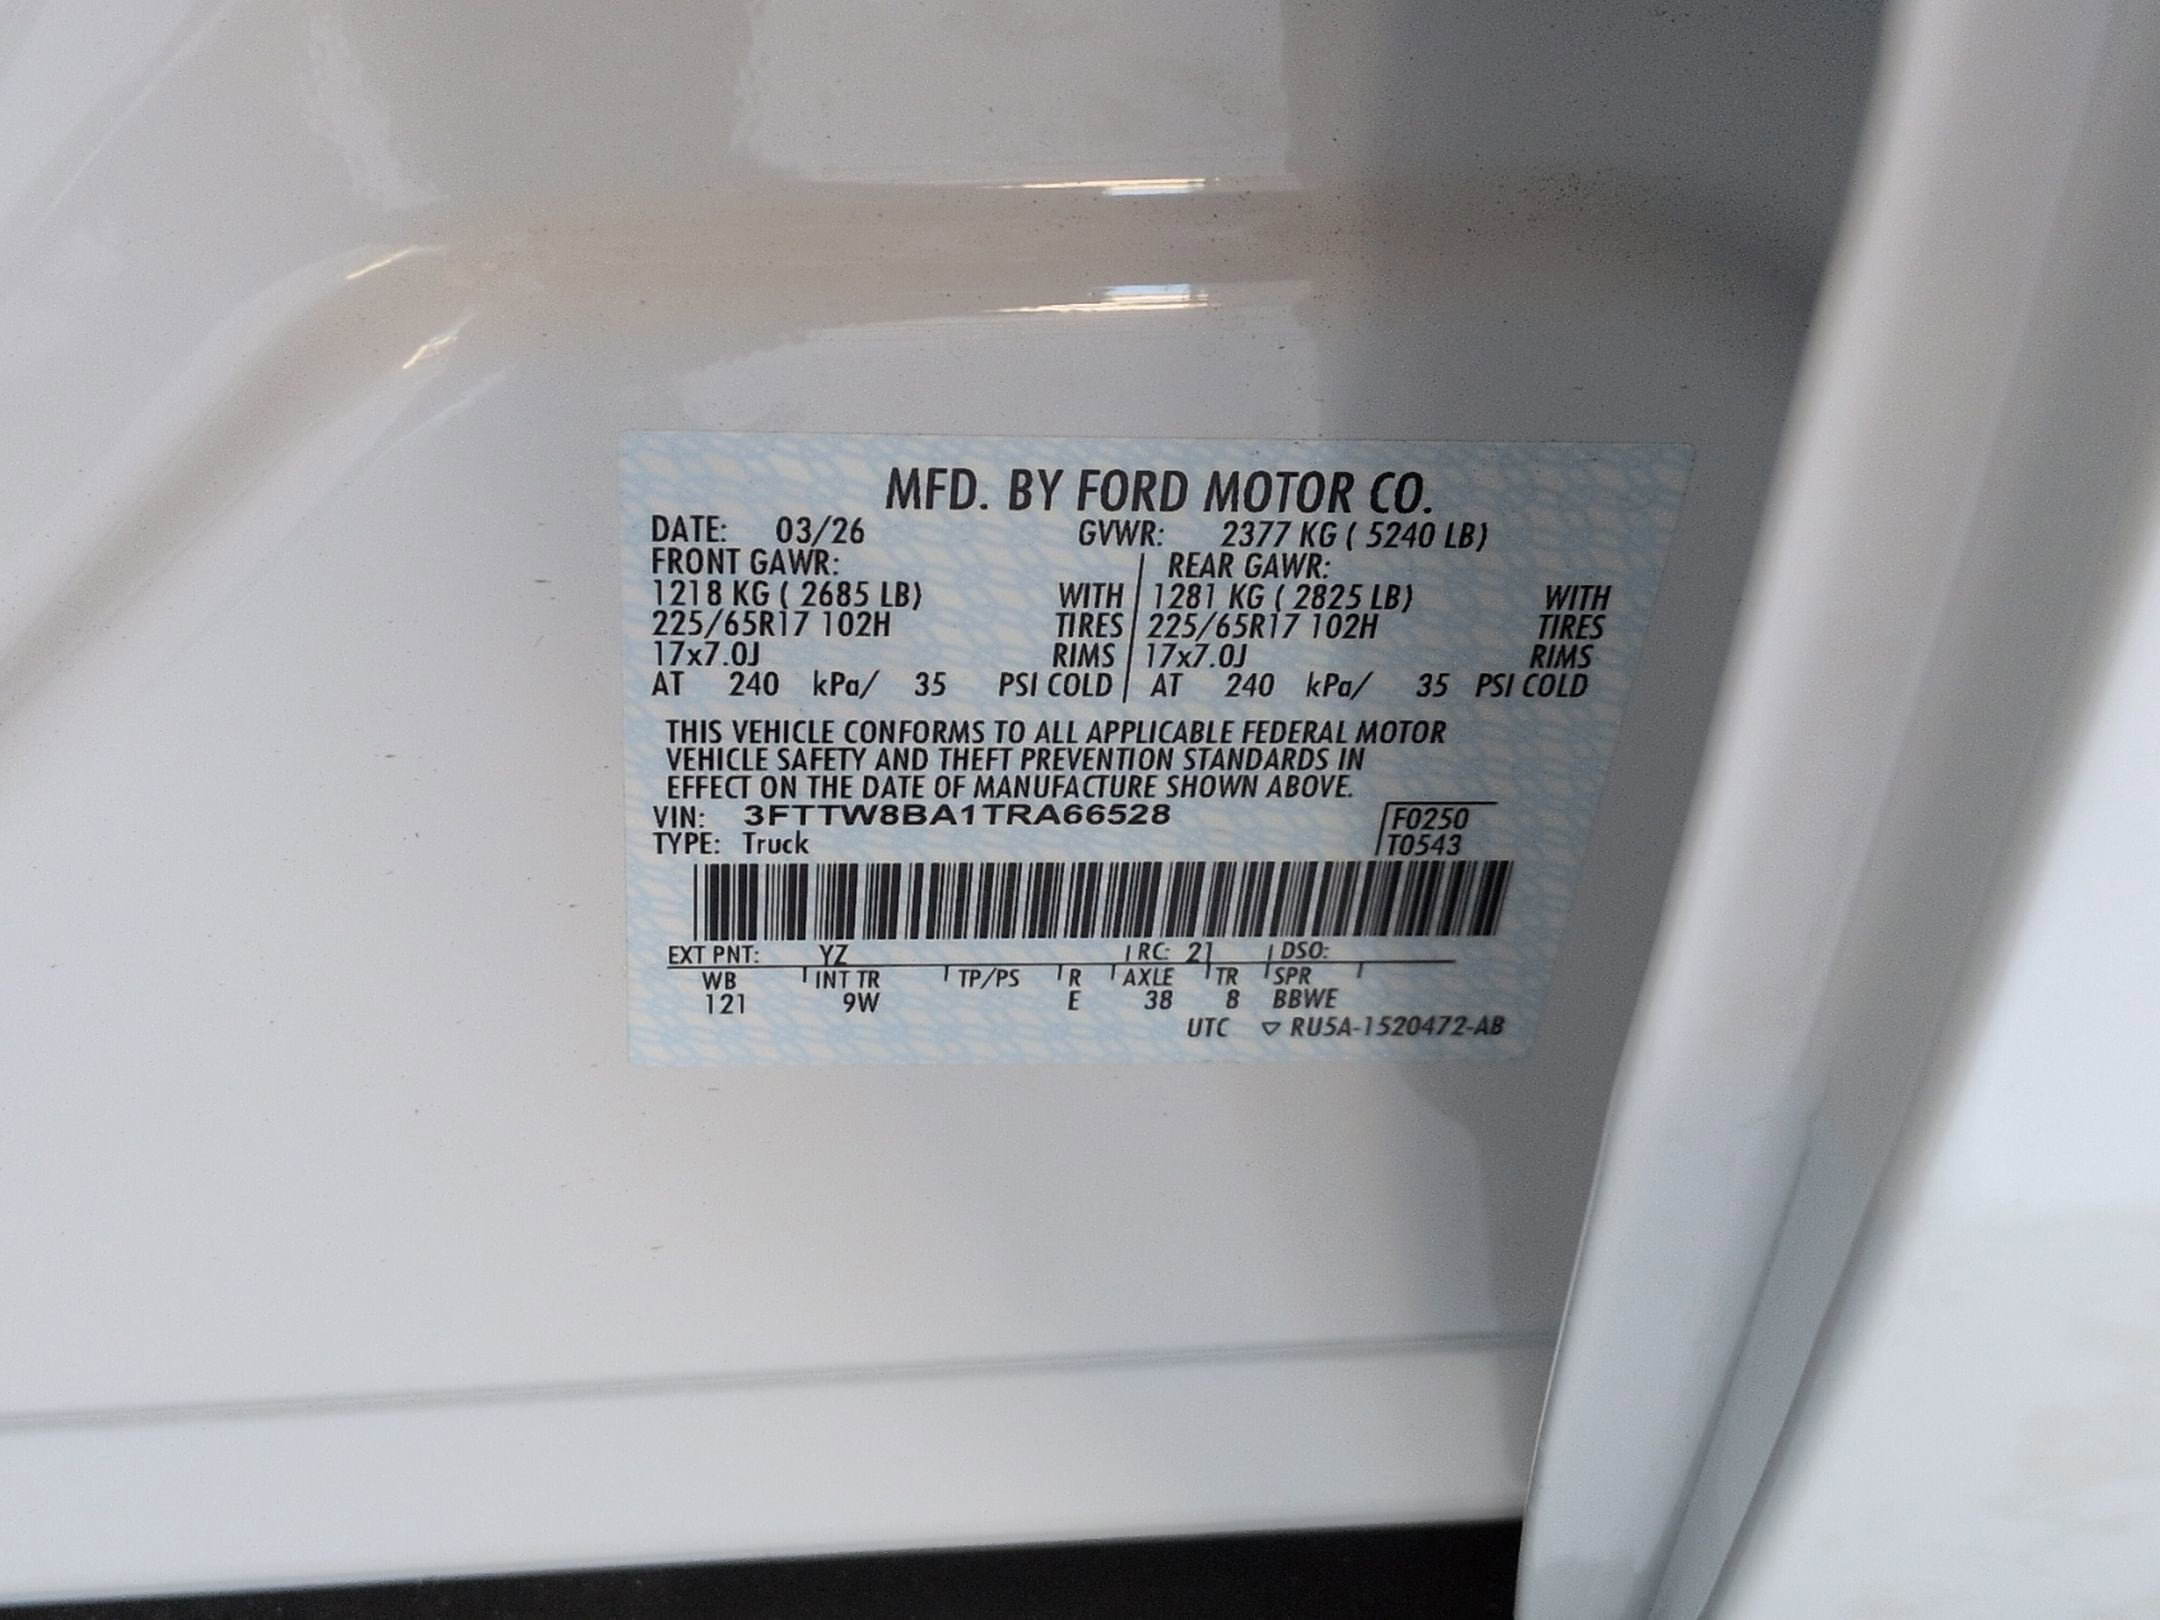 MFD. BY FORD MOTOR CO.
DATE: 03/26 GVWR: 2377 KG ( 5240 LB)
FRONT GAWR: REAR GAWR:
1218 KG ( 2685 LB) WITH 1281 KG ( 2825 LB) WITH
225/65R17 102H TIRES 225/65R17 102H TIRES
17x7.0J RIMS 17x7.0J RIMS
AT 240 kPa/ 35 PSI COLD AT 240 kPa/ 35 PSI COLD
THIS VEHICLE CONFORMS TO ALL APPLICABLE FEDERAL MOTOR
VEHICLE SAFETY AND THEFT PREVENTION STANDARDS IN
EFFECT ON THE DATE OF MANUFACTURE SHOWN ABOVE.
VIN: 3FTTW8BA1TRA66528 F0250
TYPE: Truck T0543
EXT PNT: YZ RC: 21 DSO:
WB INT TR TP/PS R AXLE TR SPR
121 9W E 38 8 BBWE
UTC ▽ RU5A-1520472-AB